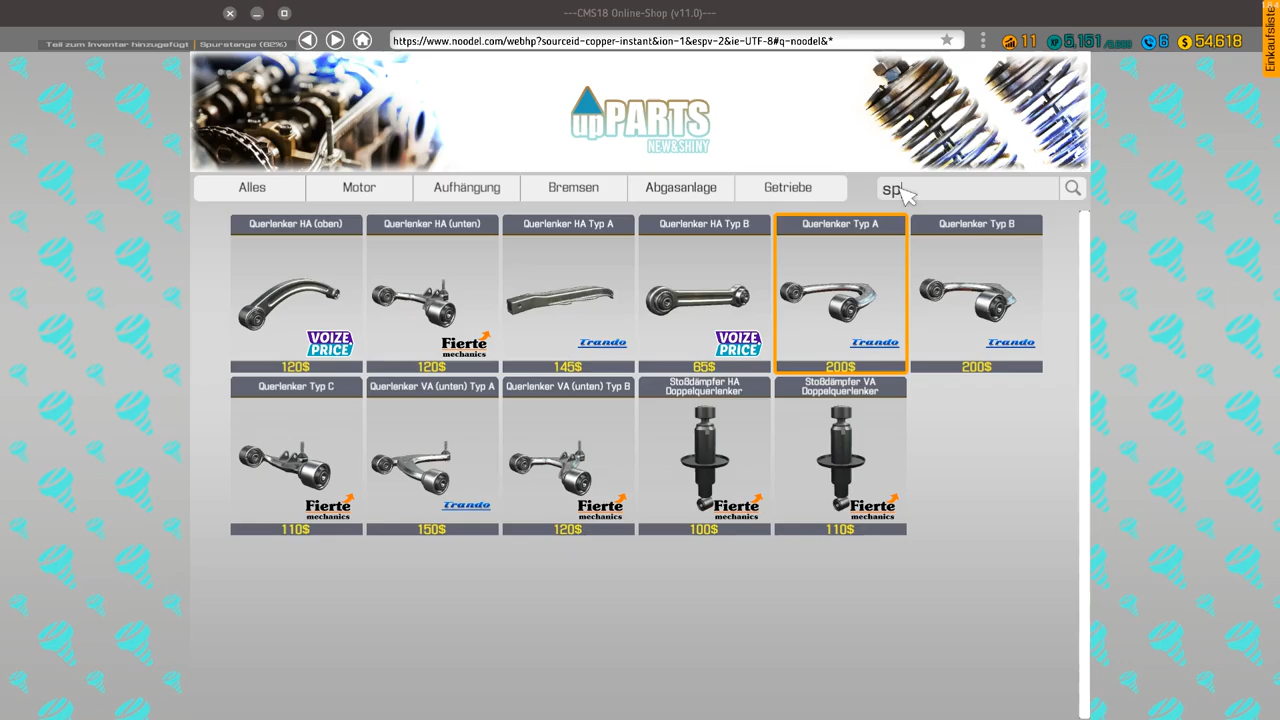 ---CMS18 Online-Shop (v11.0)---
Teil zum Inventar hinzugefügt | Spurstange (62%)
https://www.noodel.com/webhp?sourceid-copper-instant&ion-1&espv-2&ie-UTF-8#q-noodel&*
11
6
$ 54,618
Einkaufsliste
upPARTS
NEW&SHINY
Alles Motor Aufhängung Bremsen Abgasanlage Getriebe
sp
Querlenker HA (oben) Querlenker HA (unten) Querlenker HA Typ A Querlenker HA Typ B Querlenker Typ A Querlenker Typ B
VOIZE PRICE Fierte mechanics Trando VOIZE PRICE Trando Trando
120$ 120$ 145$ 65$ 200$ 200$
Querlenker Typ C Querlenker VA (unten) Typ A Querlenker VA (unten) Typ B Stoßdämpfer HA Doppelquerlenker Stoßdämpfer VA Doppelquerlenker
Fierte mechanics Trando Fierte mechanics Fierte mechanics Fierte mechanics
110$ 150$ 120$ 100$ 110$